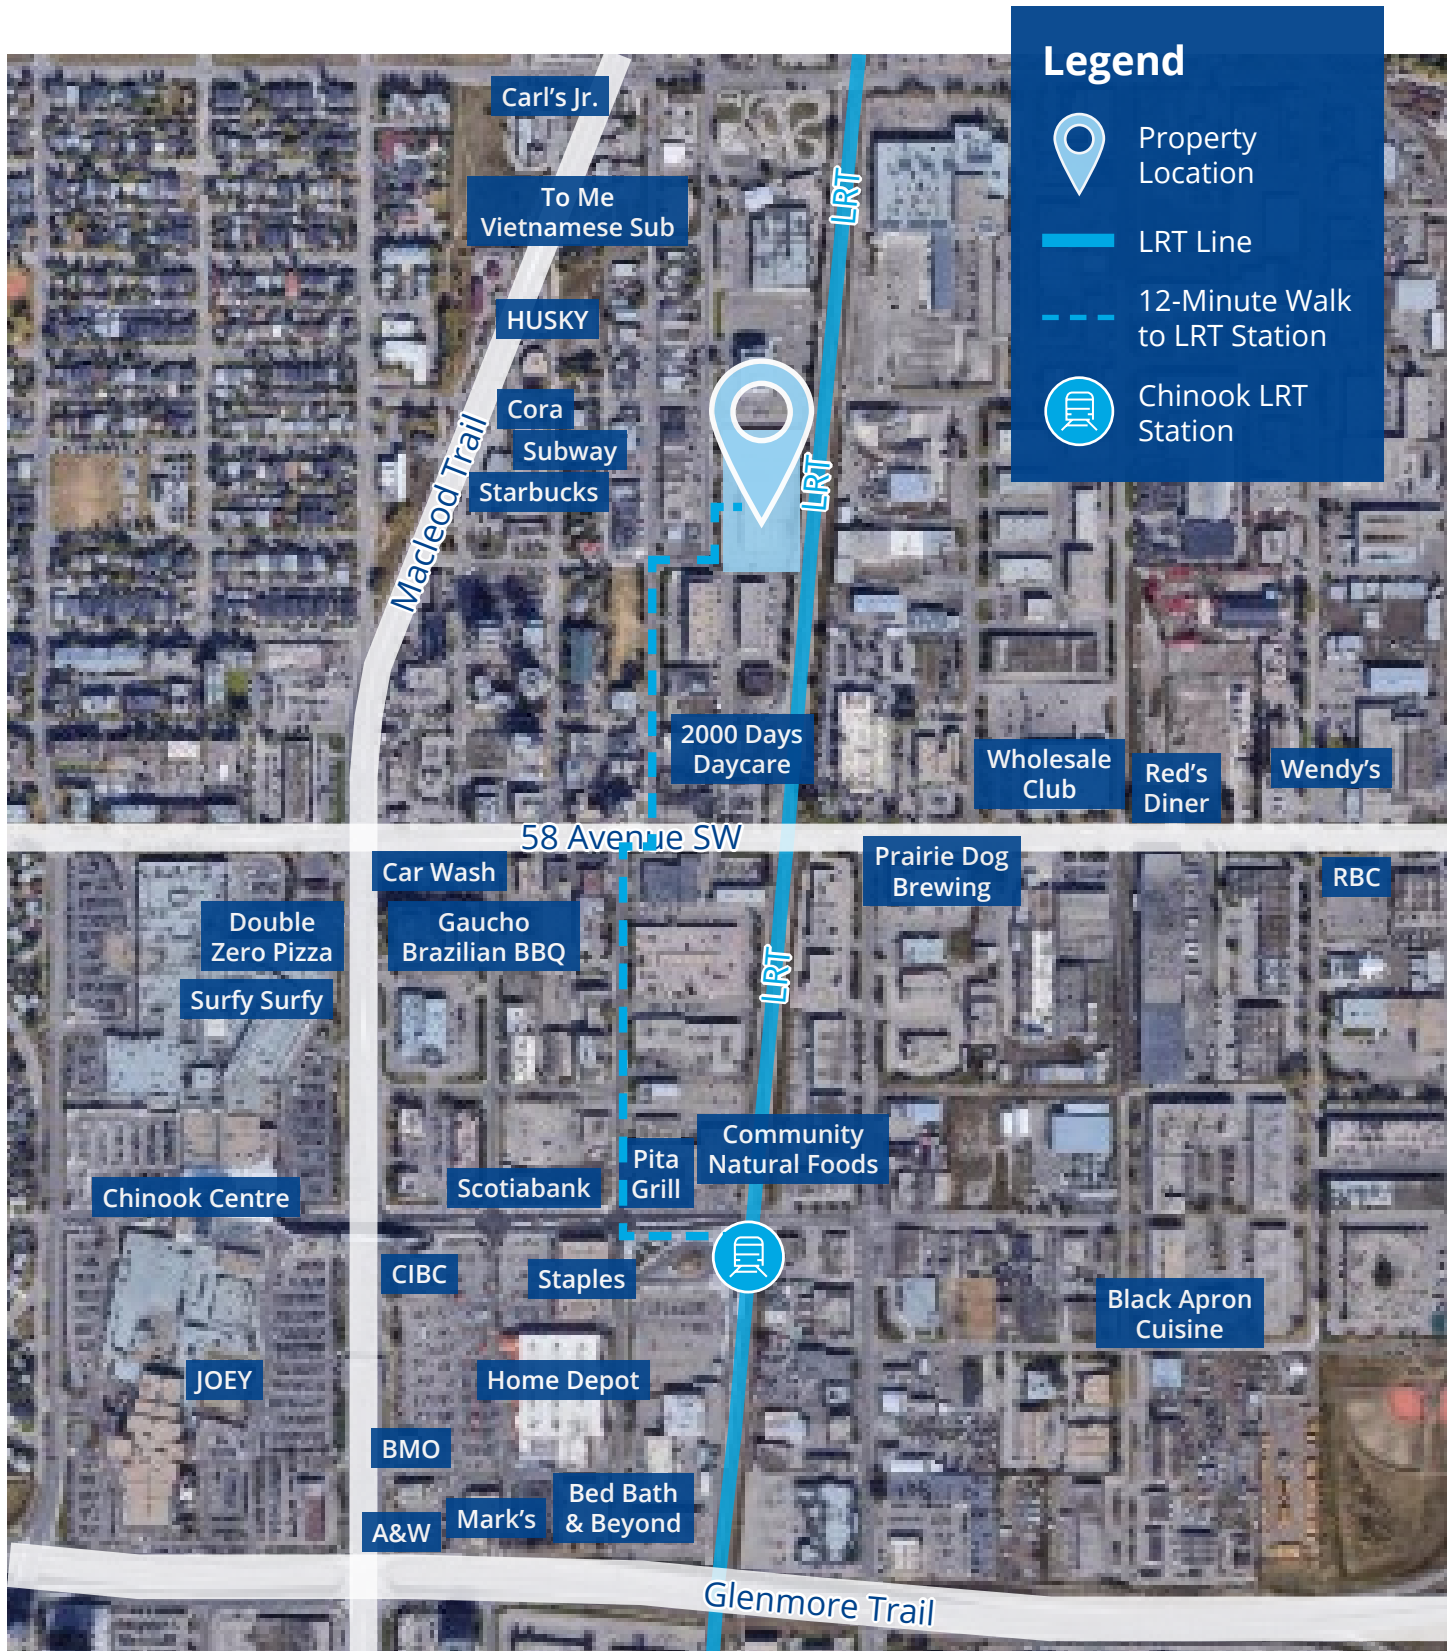 Legend
Property
Location
LRT Line
12-Minute Walk
to LRT Station
Chinook LRT
Station
Carl's Jr.
To Me
Vietnamese Sub
LRT
HUSKY
Cora
Subway
Starbucks
Macleod Trail
LRT
2000 Days
Daycare
Wholesale
Club
Red's
Diner
Wendy's
58 Avenue SW
Car Wash
Prairie Dog
Brewing
RBC
Double
Zero Pizza
Gaucho
Brazilian BBQ
Surfy Surfy
LRT
Community
Natural Foods
Pita
Grill
Scotiabank
Chinook Centre
CIBC
Staples
Black Apron
Cuisine
JOEY
Home Depot
BMO
Bed Bath
& Beyond
Mark's
A&W
Glenmore Trail